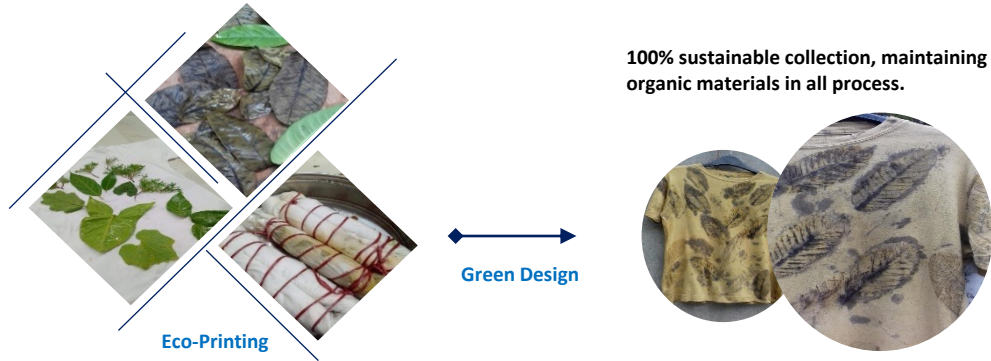 100% sustainable collection, maintaining
organic materials in all process.
Green Design
Eco-Printing